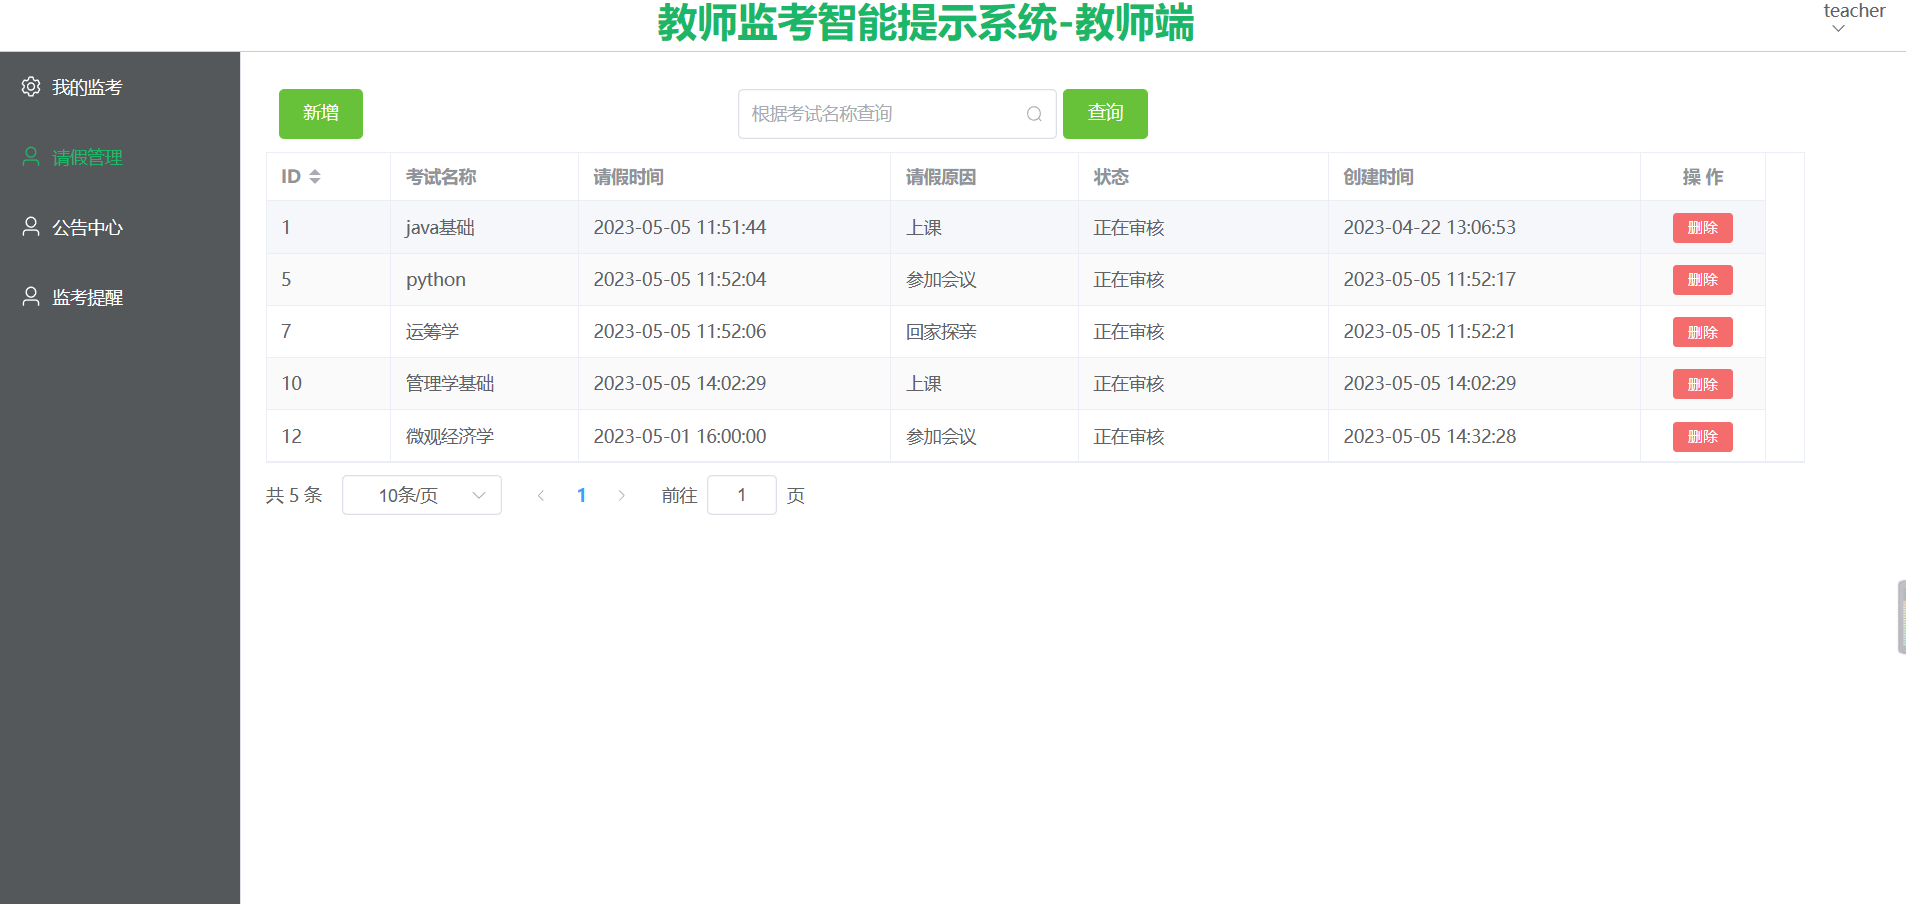 教师监考智能提示系统-教师端
teacher
我的监考
请假管理
公告中心
监考提醒
新增
根据考试名称查询
查询
ID 考试名称 请假时间 请假原因 状态 创建时间 操 作
1 java基础 2023-05-05 11:51:44 上课 正在审核 2023-04-22 13:06:53 删除
5 python 2023-05-05 11:52:04 参加会议 正在审核 2023-05-05 11:52:17 删除
7 运筹学 2023-05-05 11:52:06 回家探亲 正在审核 2023-05-05 11:52:21 删除
10 管理学基础 2023-05-05 14:02:29 上课 正在审核 2023-05-05 14:02:29 删除
12 微观经济学 2023-05-01 16:00:00 参加会议 正在审核 2023-05-05 14:32:28 删除
共 5 条 10条/页 1 前往 1 页